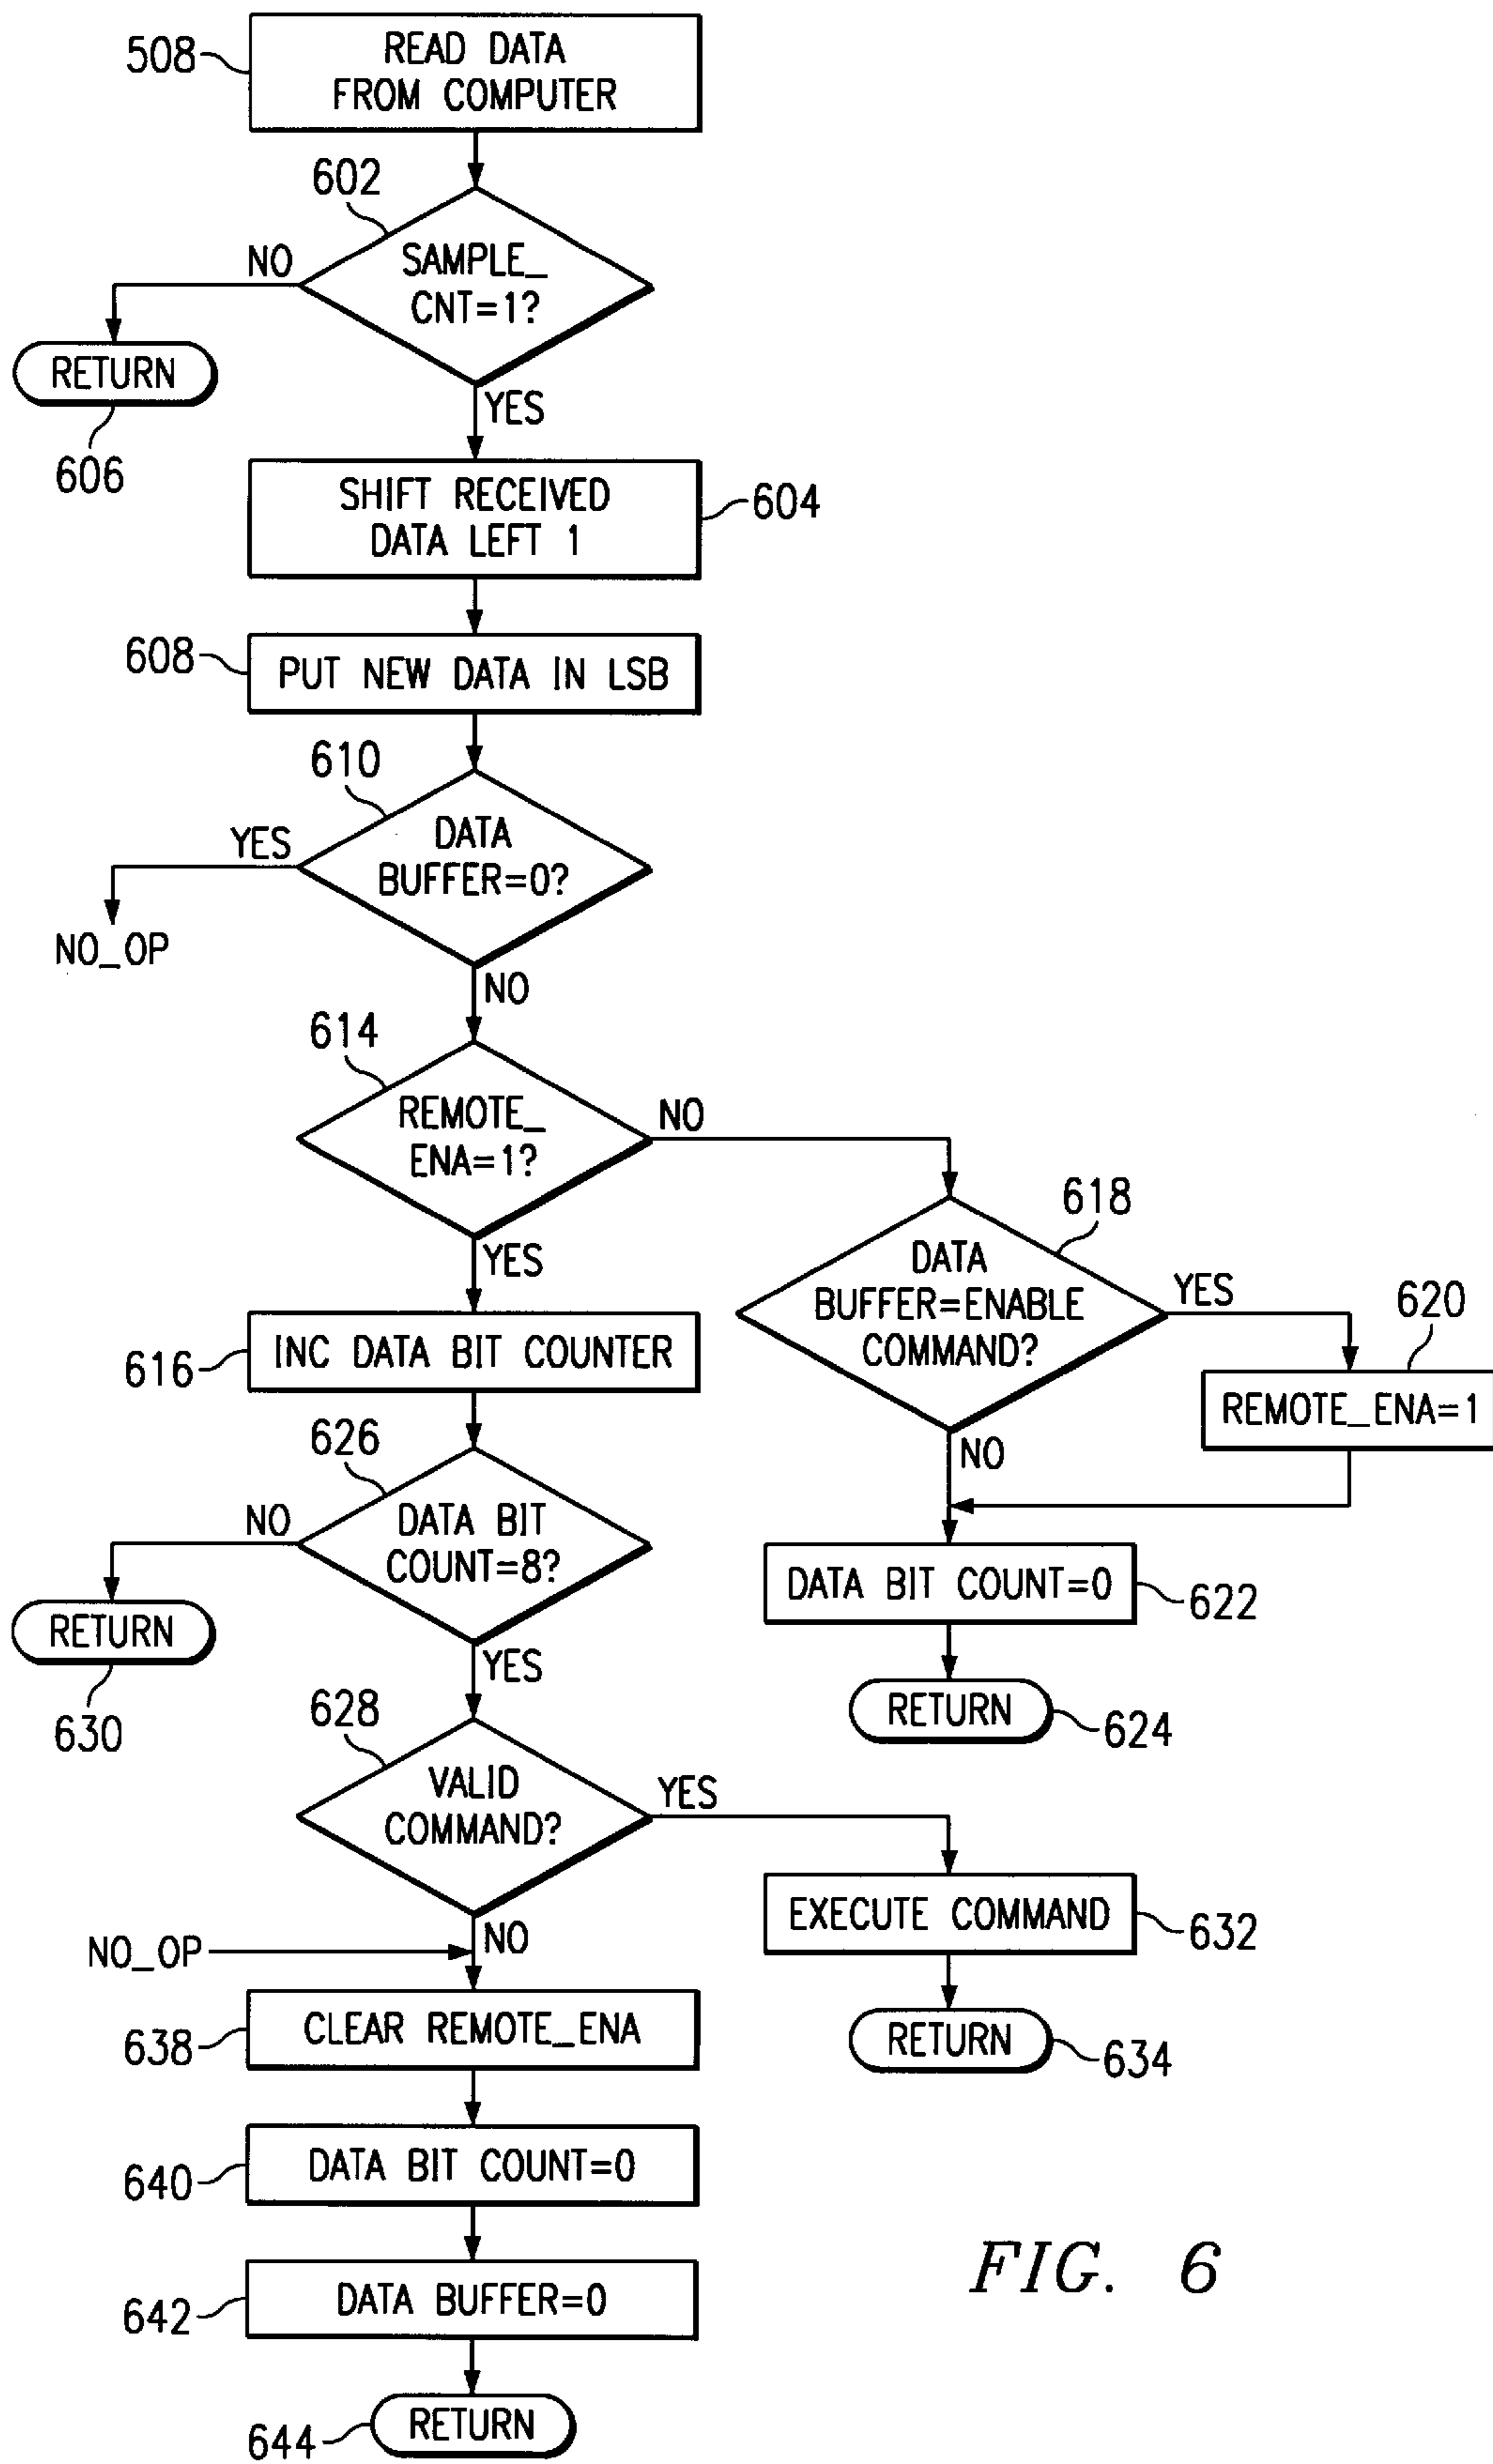 508
READ DATA
FROM COMPUTER
602
SAMPLE_
CNT=1?
NO
RETURN
606
YES
SHIFT RECEIVED
DATA LEFT 1
604
608
PUT NEW DATA IN LSB
610
DATA
BUFFER=0?
YES
NO_OP
NO
614
REMOTE_
ENA=1?
NO
YES
618
DATA
BUFFER=ENABLE
COMMAND?
YES
620
REMOTE_ENA=1
NO
616
INC DATA BIT COUNTER
626
DATA BIT
COUNT=8?
NO
RETURN
630
YES
DATA BIT COUNT=0
622
RETURN
624
628
VALID
COMMAND?
YES
EXECUTE COMMAND
632
RETURN
634
NO
NO_OP
638
CLEAR REMOTE_ENA
640
DATA BIT COUNT=0
642
DATA BUFFER=0
644
RETURN
FIG. 6